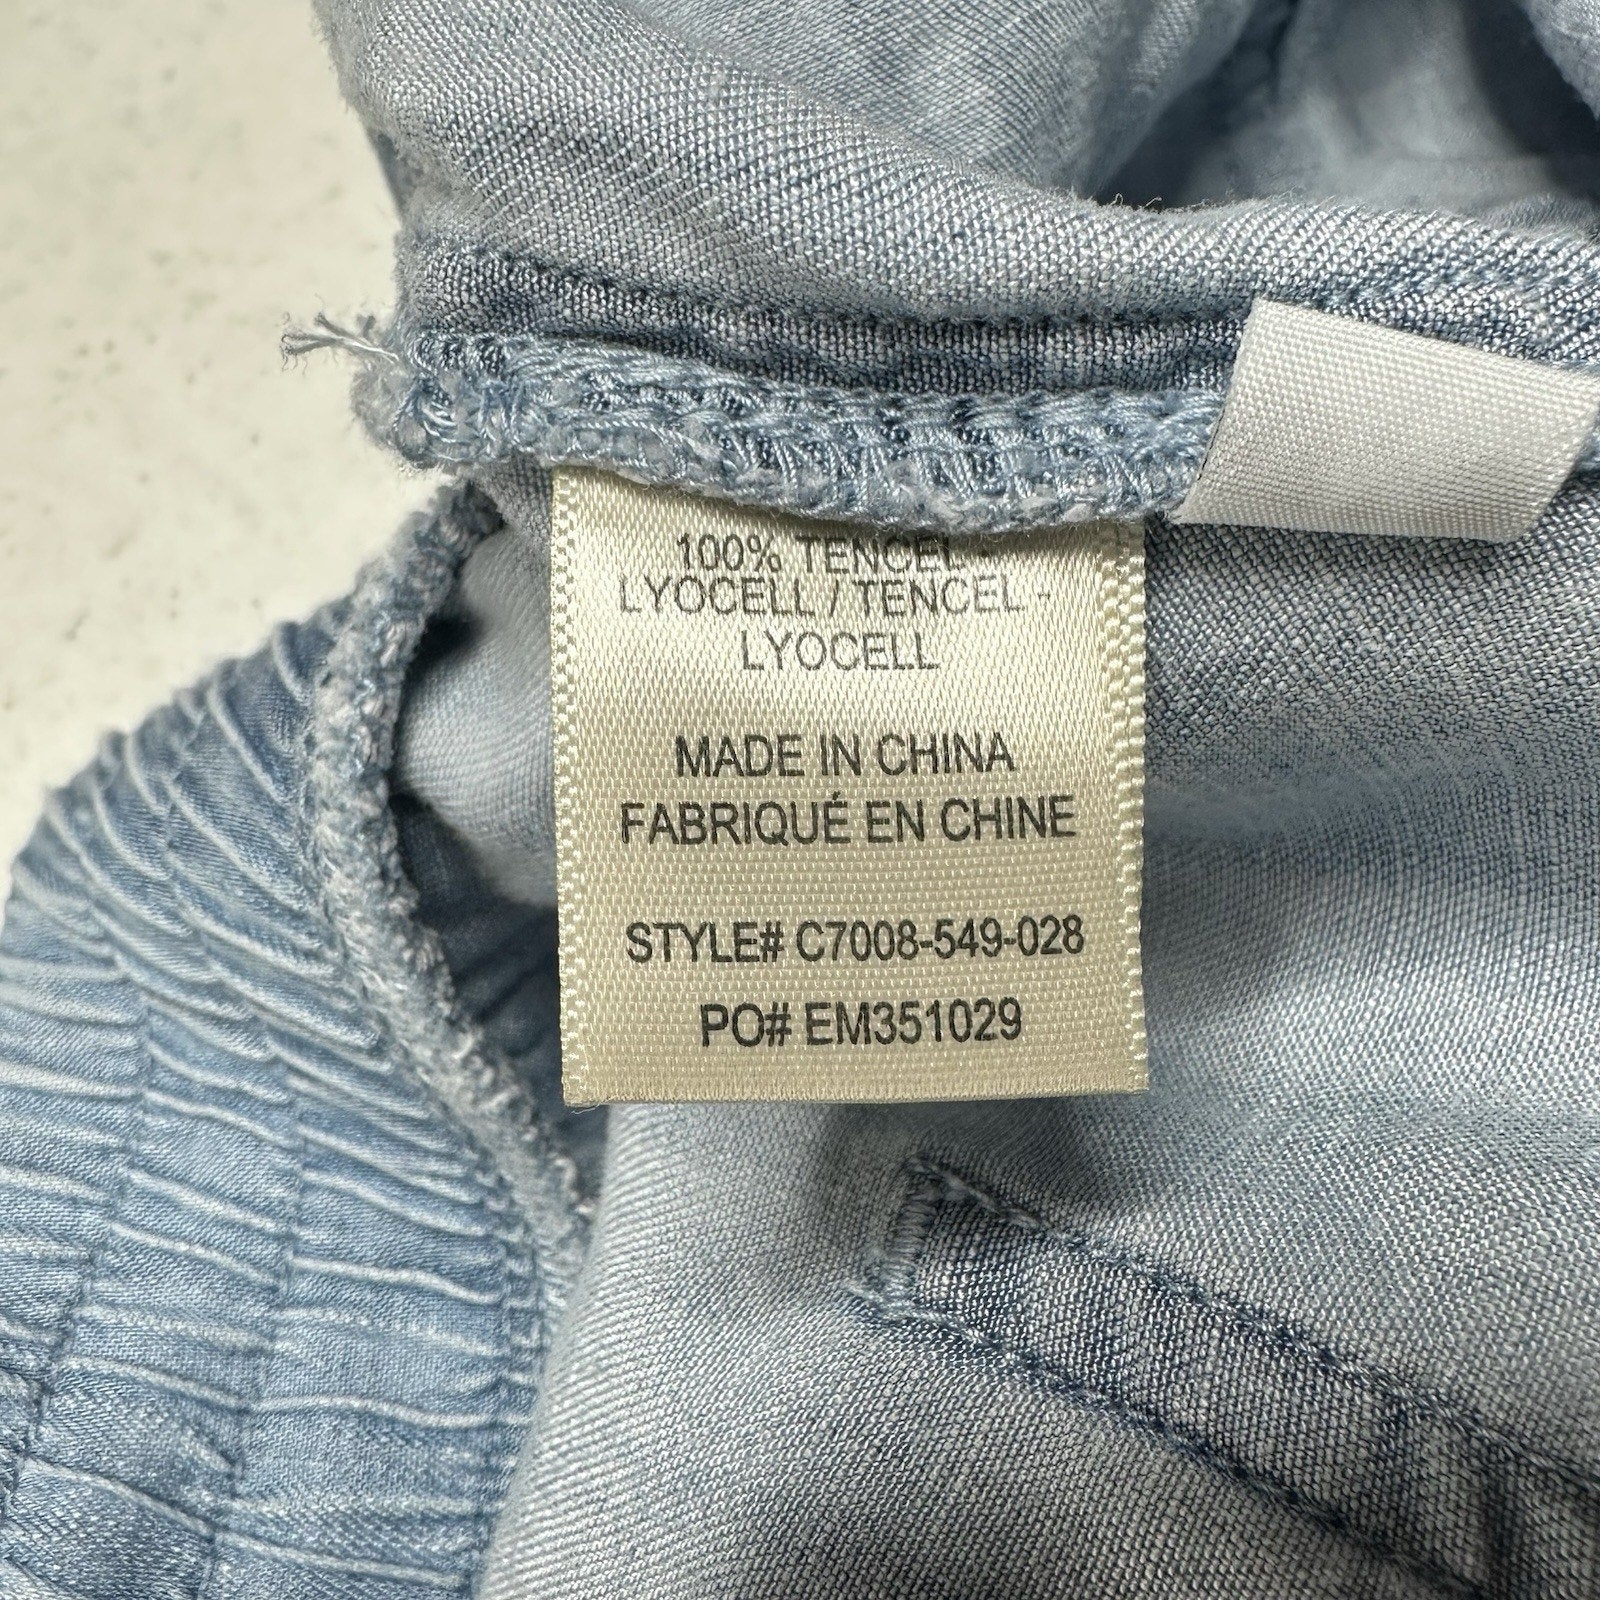 100% TENCEL -
LYOCELL / TENCEL -
LYOCELL
MADE IN CHINA
FABRIQUÉ EN CHINE
STYLE# C7008-549-028
PO# EM351029